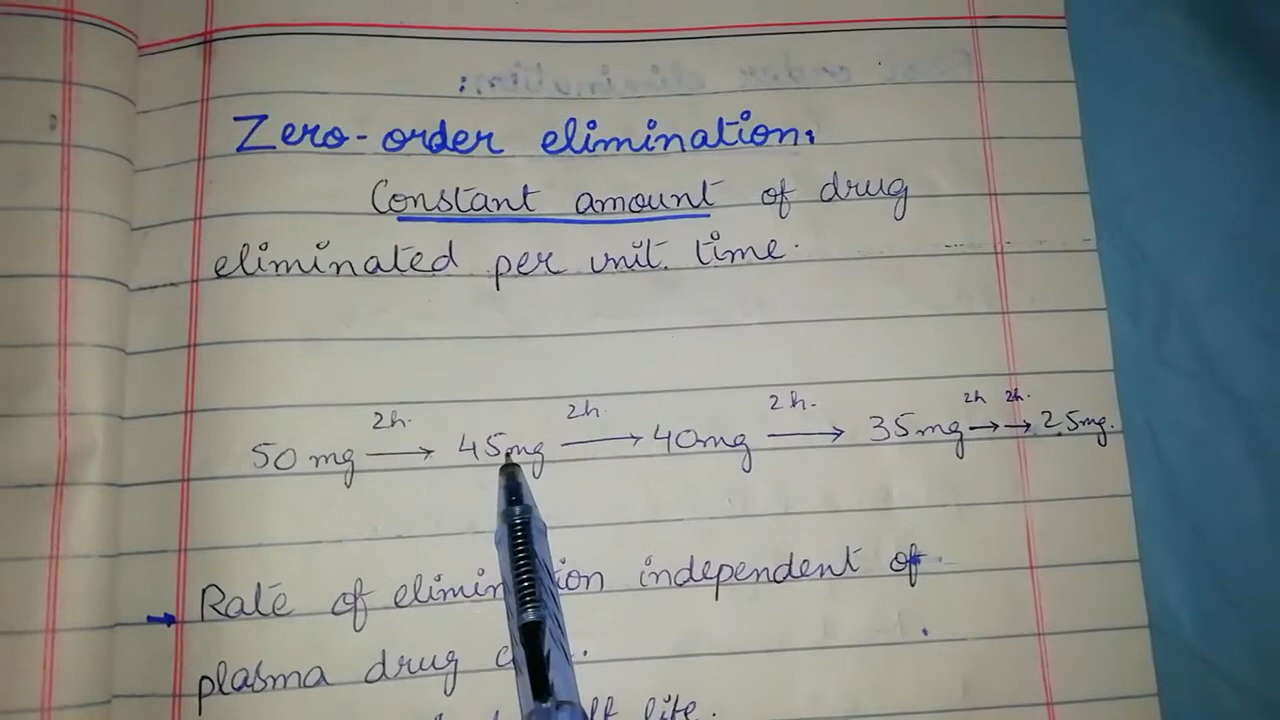 Zero-order elimination:
Constant amount of drug
eliminated per unit. time.
2h. 2h. 2h. 2h 2h.
50 mg → 45mg → 40mg → 35mg → → 25mg.
→ Rate of elimin ion independent of
plasma drug
life.